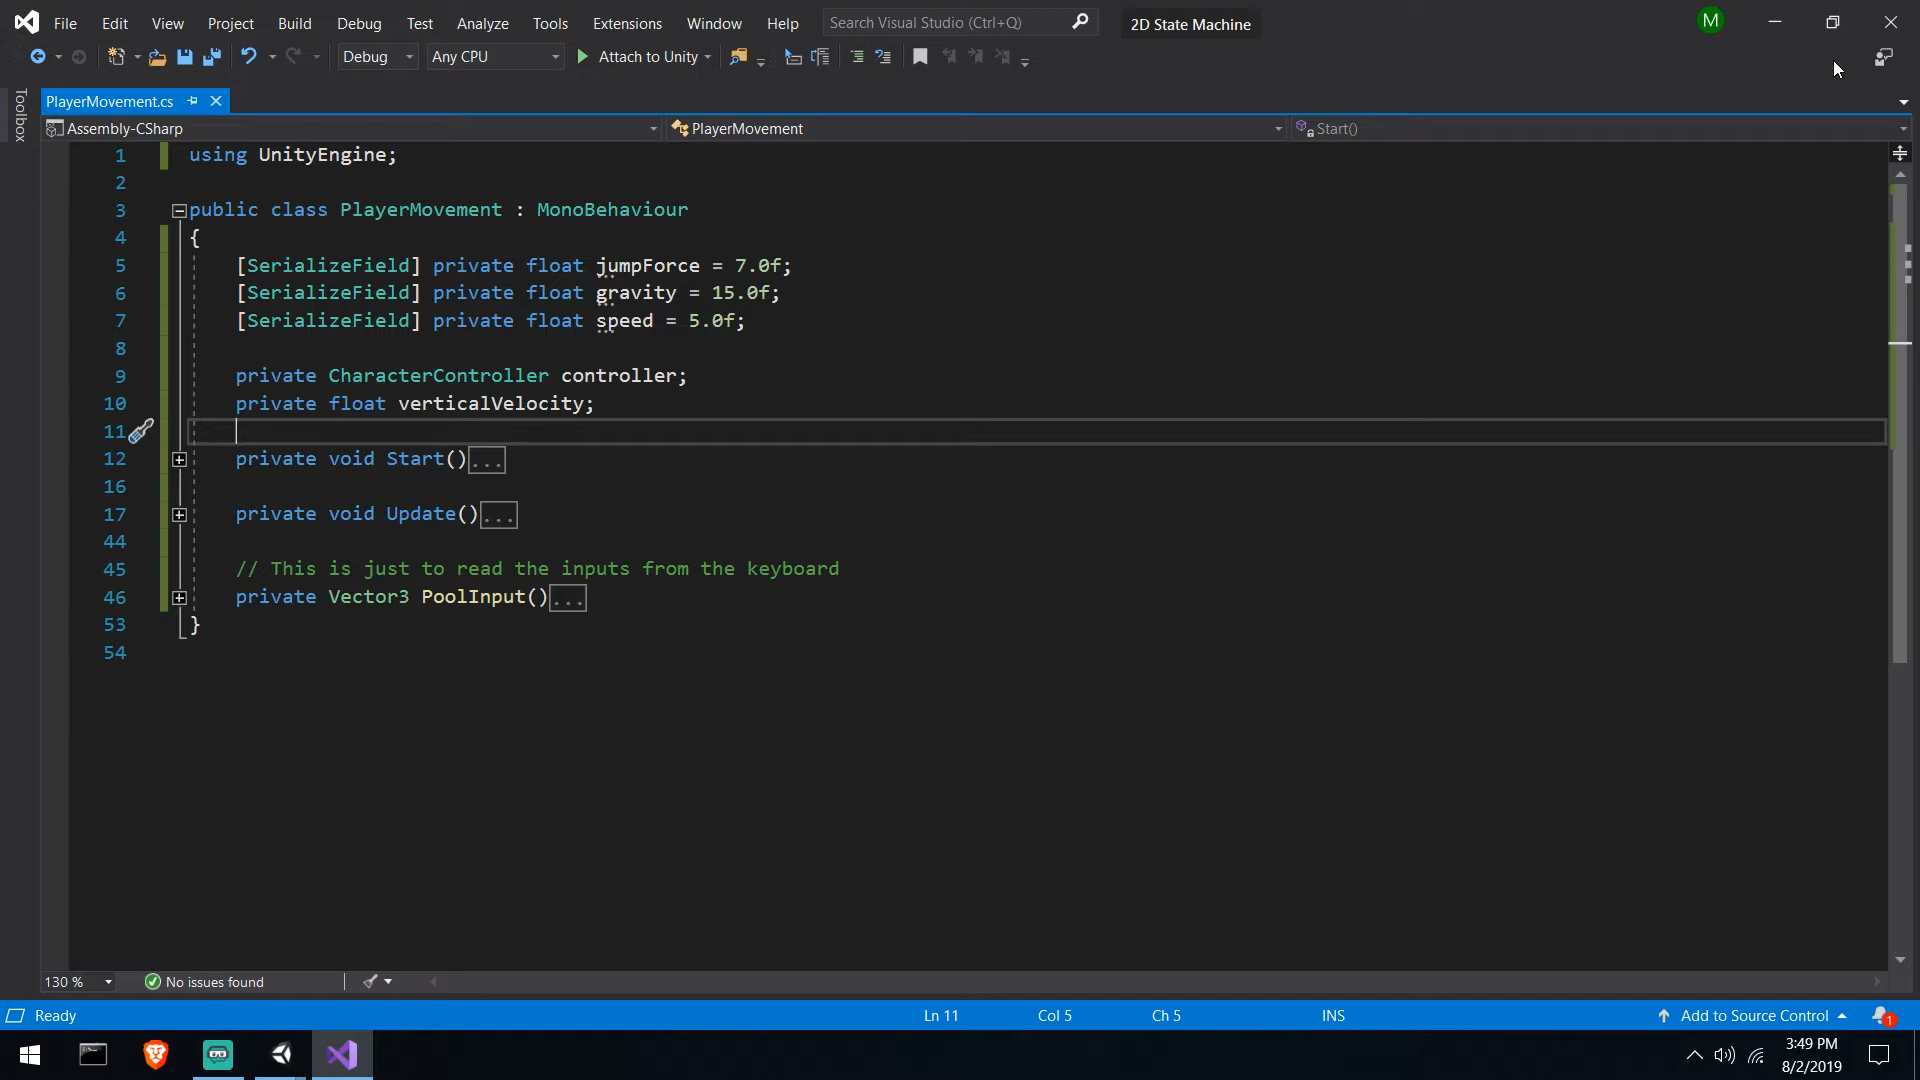 File Edit View Project Build Debug Test Analyze Tools Extensions Window Help Search Visual Studio (Ctrl+Q) 2D State Machine M
Debug Any CPU Attach to Unity
Toolbox
PlayerMovement.cs
Assembly-CSharp PlayerMovement Start()
1 using UnityEngine;
2
3 public class PlayerMovement : MonoBehaviour
4 {
5 [SerializeField] private float jumpForce = 7.0f;
6 [SerializeField] private float gravity = 15.0f;
7 [SerializeField] private float speed = 5.0f;
8
9 private CharacterController controller;
10 private float verticalVelocity;
11
12 private void Start()...
16
17 private void Update()...
44
45 // This is just to read the inputs from the keyboard
46 private Vector3 PoolInput()...
53 }
54
130 % No issues found
Ready Ln 11 Col 5 Ch 5 INS Add to Source Control 1
3:49 PM
8/2/2019